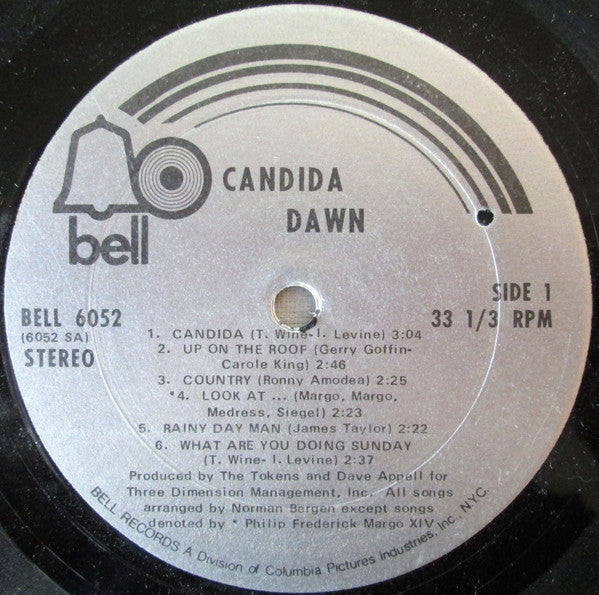 bell
CANDIDA
DAWN
BELL 6052
(6052 SA)
STEREO
SIDE 1
33 1/3 RPM
1. CANDIDA (T. Wine-I. Levine) 3:04
2. UP ON THE ROOF (Gerry Goffin-
Carole King) 2:46
3. COUNTRY (Ronny Amodea) 2:25
*4. LOOK AT ... (Margo, Margo,
Medress, Siegel) 2:23
5. RAINY DAY MAN (James Taylor) 2:22
6. WHAT ARE YOU DOING SUNDAY
(T. Wine-I. Levine) 2:37
Produced by The Tokens and Dave Appell for
Three Dimension Management, Inc. All songs
arranged by Norman Bergen except songs
denoted by * Philip Frederick Margo XIV
BELL RECORDS A Division of Columbia Pictures Industries, Inc., N.Y.C.